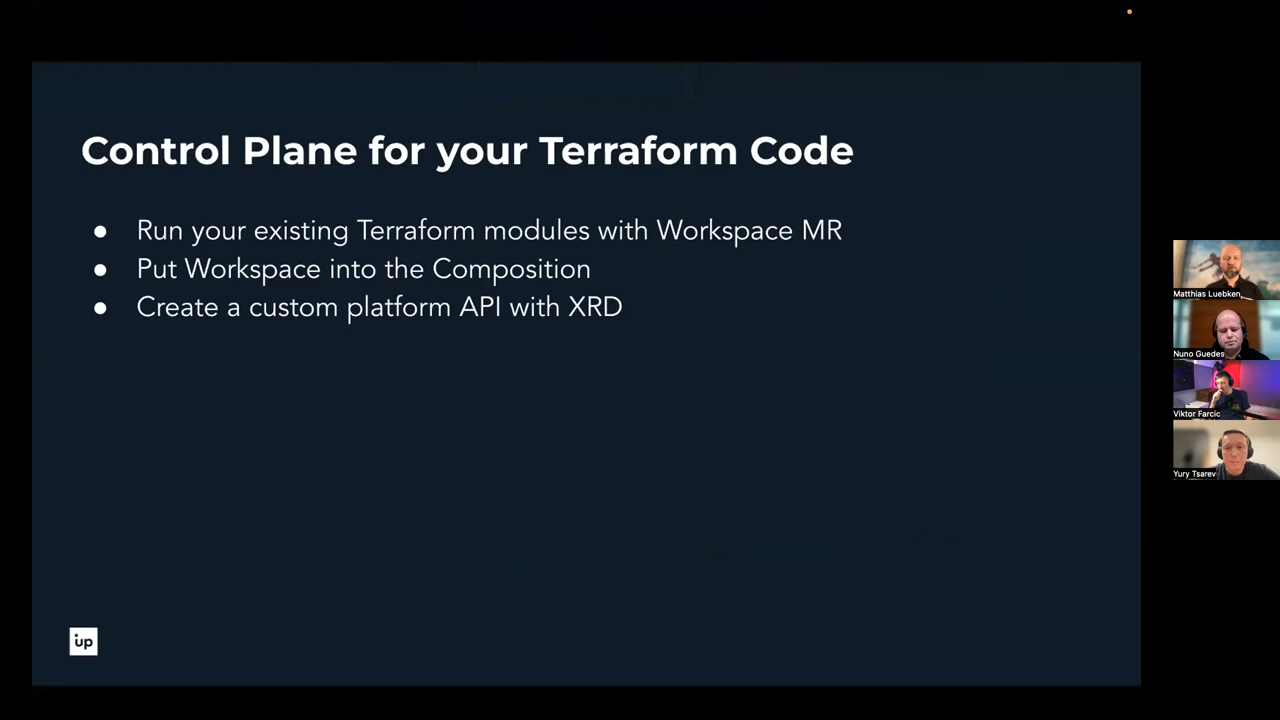 Control Plane for your Terraform Code
● Run your existing Terraform modules with Workspace MR
● Put Workspace into the Composition
● Create a custom platform API with XRD
up
Matthias Luebken
Nuno Guedes
Viktor Farcic
Yury Tsarev